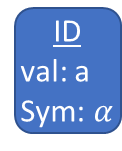 ID
val: a
Sym: α